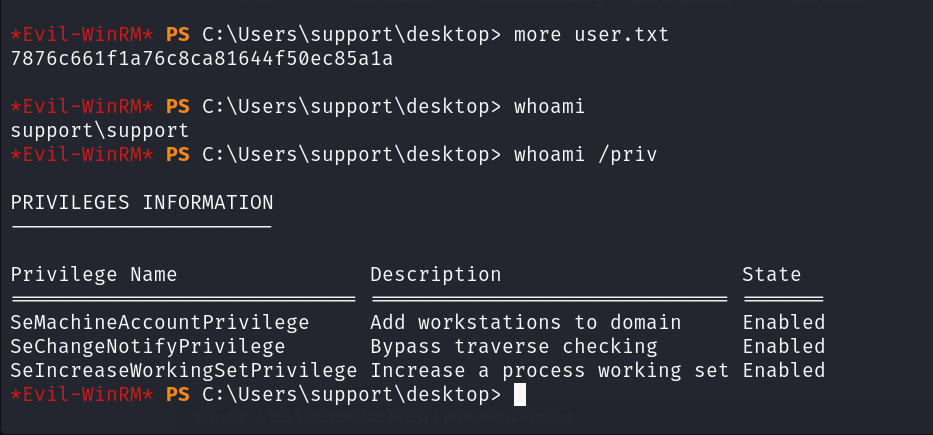 *Evil-WinRM* PS C:\Users\support\desktop> more user.txt
7876c661f1a76c8ca81644f50ec85a1a
*Evil-WinRM* PS C:\Users\support\desktop> whoami
support\support
*Evil-WinRM* PS C:\Users\support\desktop> whoami /priv
PRIVILEGES INFORMATION
----------------------
Privilege Name Description State
============================= ============================== =======
SeMachineAccountPrivilege Add workstations to domain Enabled
SeChangeNotifyPrivilege Bypass traverse checking Enabled
SeIncreaseWorkingSetPrivilege Increase a process working set Enabled
*Evil-WinRM* PS C:\Users\support\desktop>